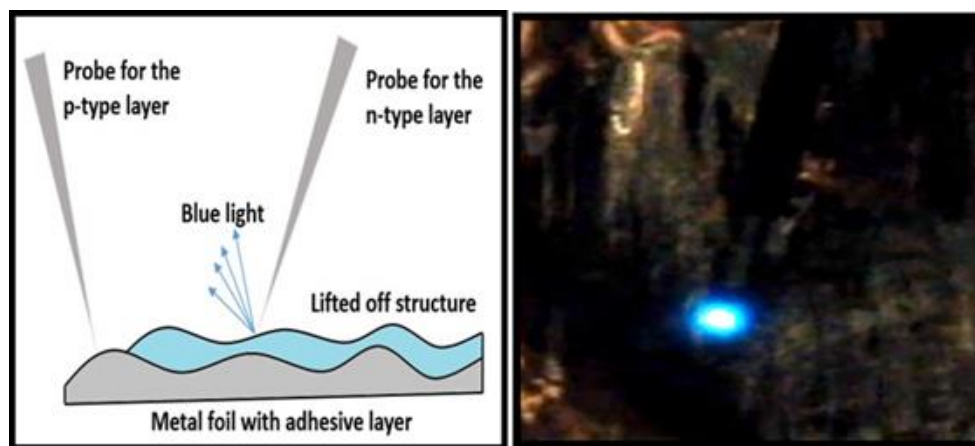 Probe for the
p-type layer
Probe for the
n-type layer
Blue light
Lifted off structure
Metal foil with adhesive layer